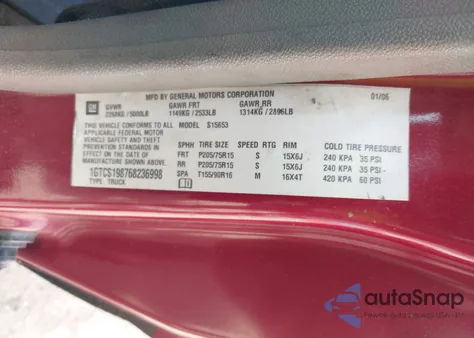 MFD BY GENERAL MOTORS CORPORATION 01/06
GM GVWR GAWR FRT GAWR RR
1149KG / 2533LB 1314KG / 2896LB
THIS VEHICLE CONFORMS TO ALL MODEL S15653
APPLICABLE FEDERAL MOTOR
VEHICLE SAFETY AND THEFT
PREVENTION STANDARDS IN
EFFECT ON THE DATE OF
MANUFACTURE SHOWN ABOVE.
1GTCS198768236998
TYPE: TRUCK
SPHH TIRE SIZE SPEED RTG RIM COLD TIRE PRESSURE
FRT P205/75R15 S 15X6J 240 KPA 35 PSI
RR P205/75R15 S 15X6J 240 KPA 35 PSI
SPA T155/90R16 M 16X4T 420 KPA 60 PSI
autoSnap
www.autosnap.com